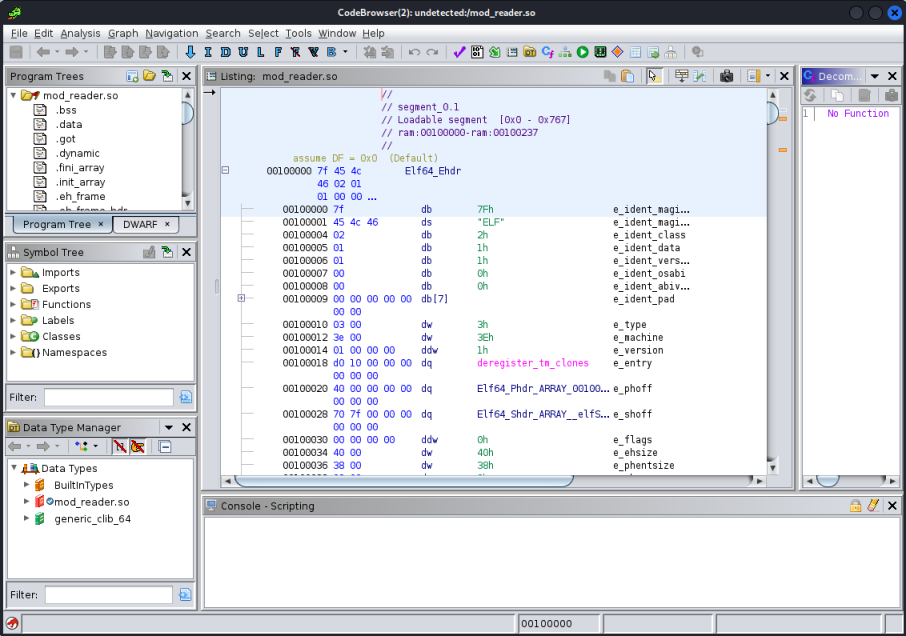 CodeBrowser(2): undetected:/mod_reader.so
File Edit Analysis Graph Navigation Search Select Tools Window Help
I D U L F R V B
Program Trees
mod_reader.so
.bss
.data
.got
.dynamic
.fini_array
.init_array
.eh_frame
.eh_frame_hdr
Program Tree × DWARF ×
Symbol Tree
Imports
Exports
Functions
Labels
Classes
Namespaces
Filter:
Data Type Manager
Data Types
BuiltInTypes
mod_reader.so
generic_clib_64
Filter:
Listing: mod_reader.so
//
// segment_0.1
// Loadable segment [0x0 - 0x767]
// ram:00100000-ram:00100237
//
assume DF = 0x0 (Default)
00100000 7f 45 4c Elf64_Ehdr
46 02 01
01 00 00 ...
00100000 7f db 7Fh e_ident_magi...
00100001 45 4c 46 ds "ELF" e_ident_magi...
00100004 02 db 2h e_ident_class
00100005 01 db 1h e_ident_data
00100006 01 db 1h e_ident_vers...
00100007 00 db 0h e_ident_osabi
00100008 00 db 0h e_ident_abiv...
00100009 00 00 00 00 00 db[7] e_ident_pad
00 00
00100010 03 00 dw 3h e_type
00100012 3e 00 dw 3Eh e_machine
00100014 01 00 00 00 ddw 1h e_version
00100018 d0 10 00 00 00 dq deregister_tm_clones e_entry
00 00 00
00100020 40 00 00 00 00 dq Elf64_Phdr_ARRAY_00100... e_phoff
00 00 00
00100028 70 7f 00 00 00 dq Elf64_Shdr_ARRAY__elfS... e_shoff
00 00 00
00100030 00 00 00 00 ddw 0h e_flags
00100034 40 00 dw 40h e_ehsize
00100036 38 00 dw 38h e_phentsize
Decom...
1 No Function
Console - Scripting
00100000